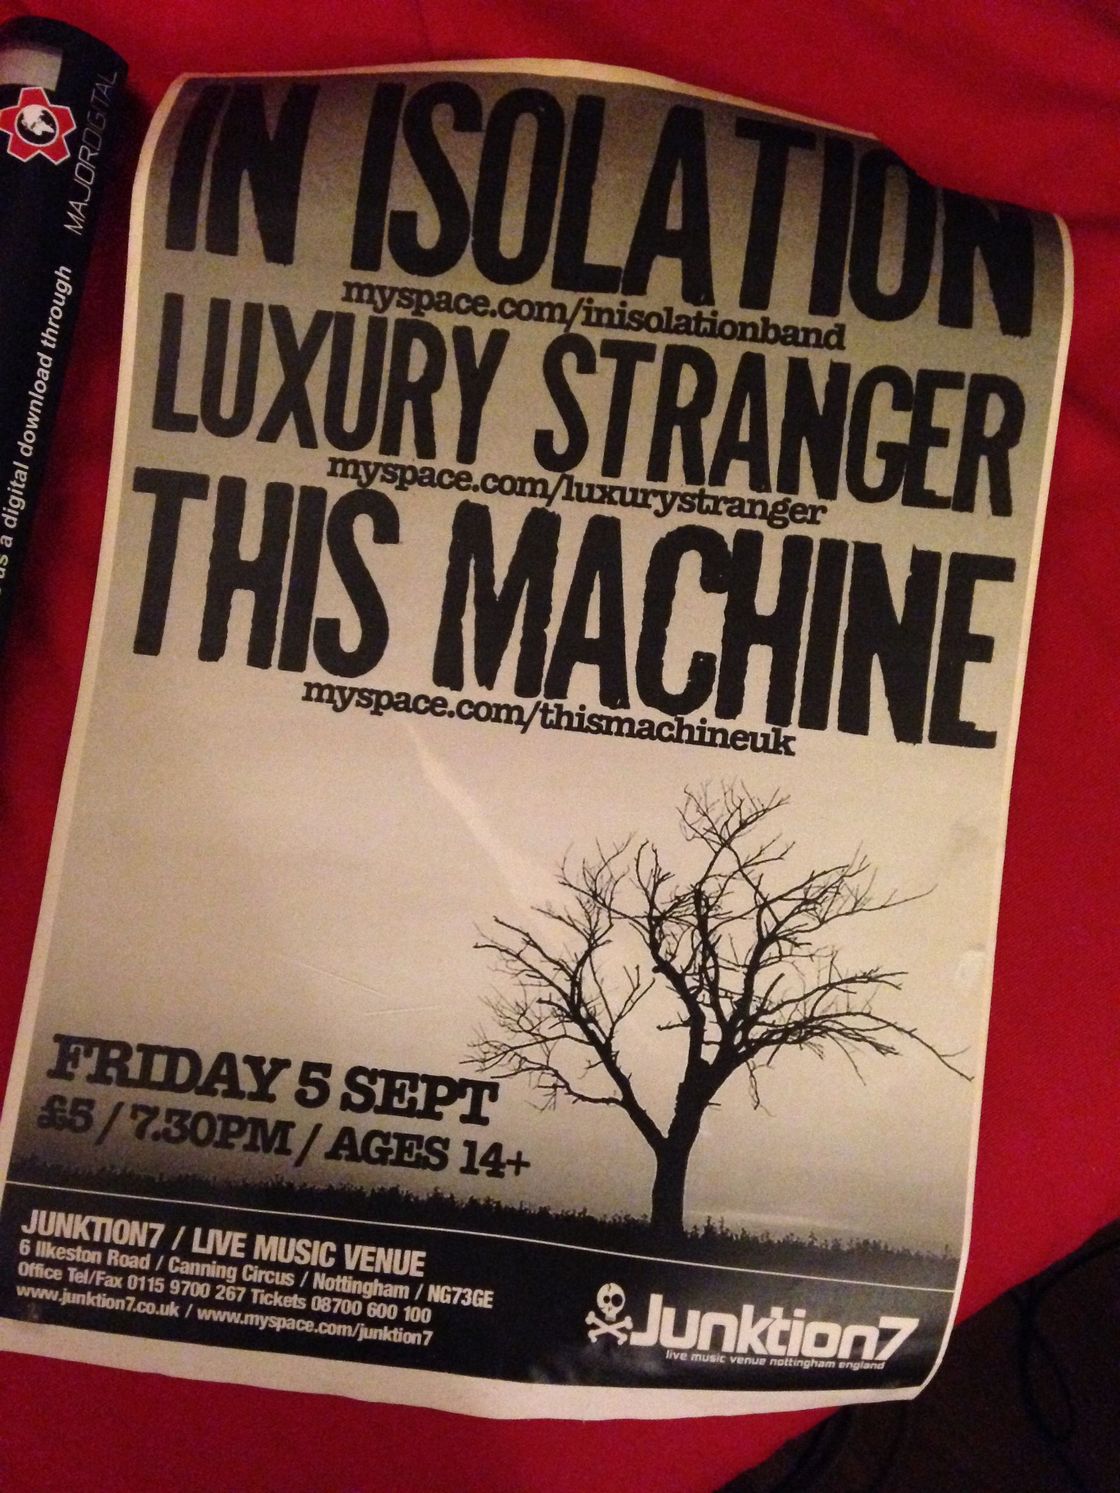 IN ISOLATION
myspace.com/inisolationband
LUXURY STRANGER
myspace.com/luxurystranger
THIS MACHINE
myspace.com/thismachineuk
FRIDAY 5 SEPT
£5 / 7.30PM / AGES 14+
JUNKTION7 / LIVE MUSIC VENUE
6 Ilkeston Road / Canning Circus / Nottingham / NG73GE
Office Tel/Fax 0115 9700 267 Tickets 08700 600 100
www.junktion7.co.uk / www.myspace.com/junktion7
Junktion7
live music venue nottingham england
as a digital download through
MAJORDIGITAL